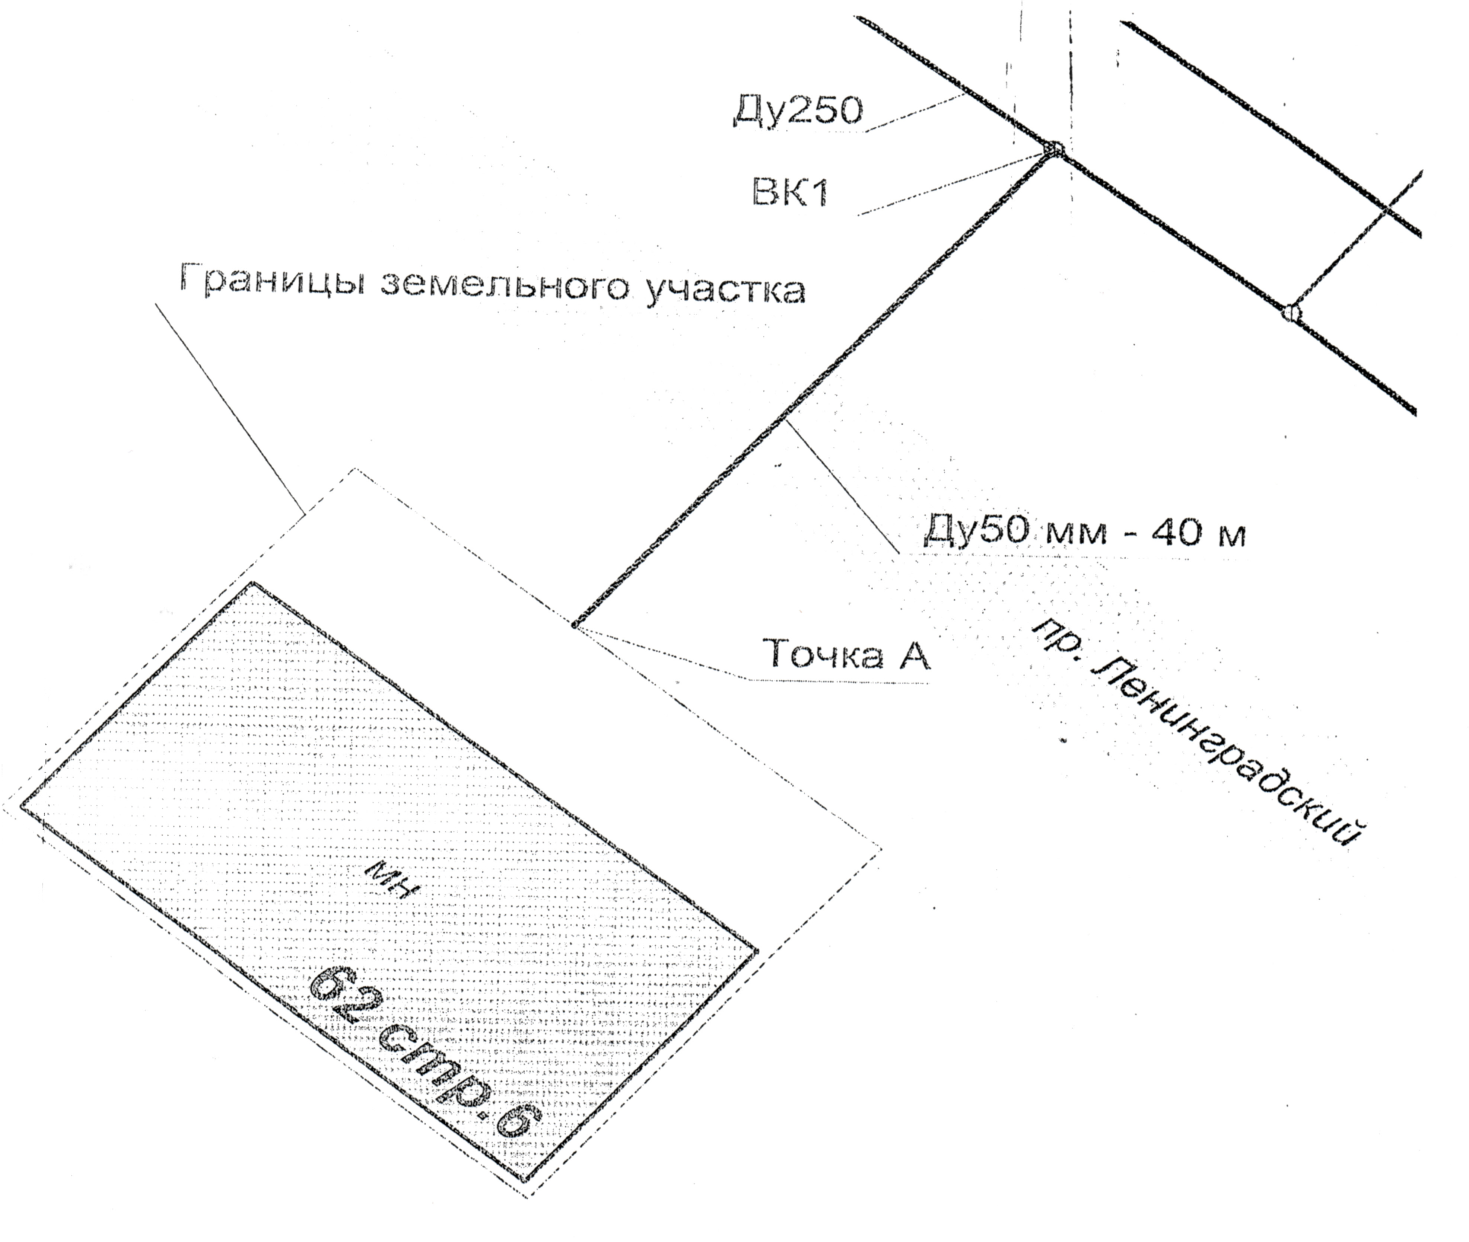 Ду250
ВК1
Границы земельного участка
Ду50 мм - 40 м
Точка А
пр. Ленинградский
мн
62 стр.6